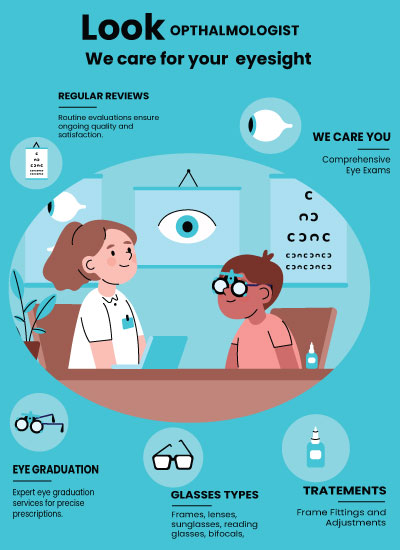 Look OPTHALMOLOGIST
We care for your eyesight
REGULAR REVIEWS
Routine evaluations ensure
ongoing quality and
satisfaction.
WE CARE YOU
Comprehensive
Eye Exams
EYE GRADUATION
Expert eye graduation
services for precise
prescriptions.
GLASSES TYPES
Frames, lenses,
sunglasses, reading
glasses, bifocals,
TRATEMENTS
Frame Fittings and
Adjustments